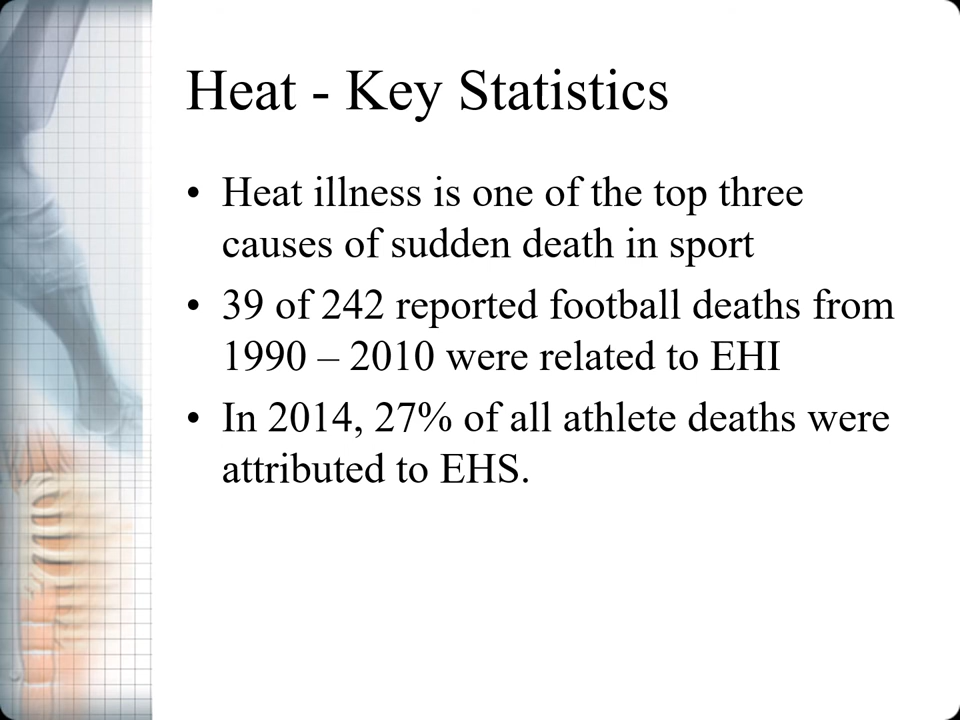 Heat - Key Statistics
• Heat illness is one of the top three
causes of sudden death in sport
• 39 of 242 reported football deaths from
1990 – 2010 were related to EHI
• In 2014, 27% of all athlete deaths were
attributed to EHS.